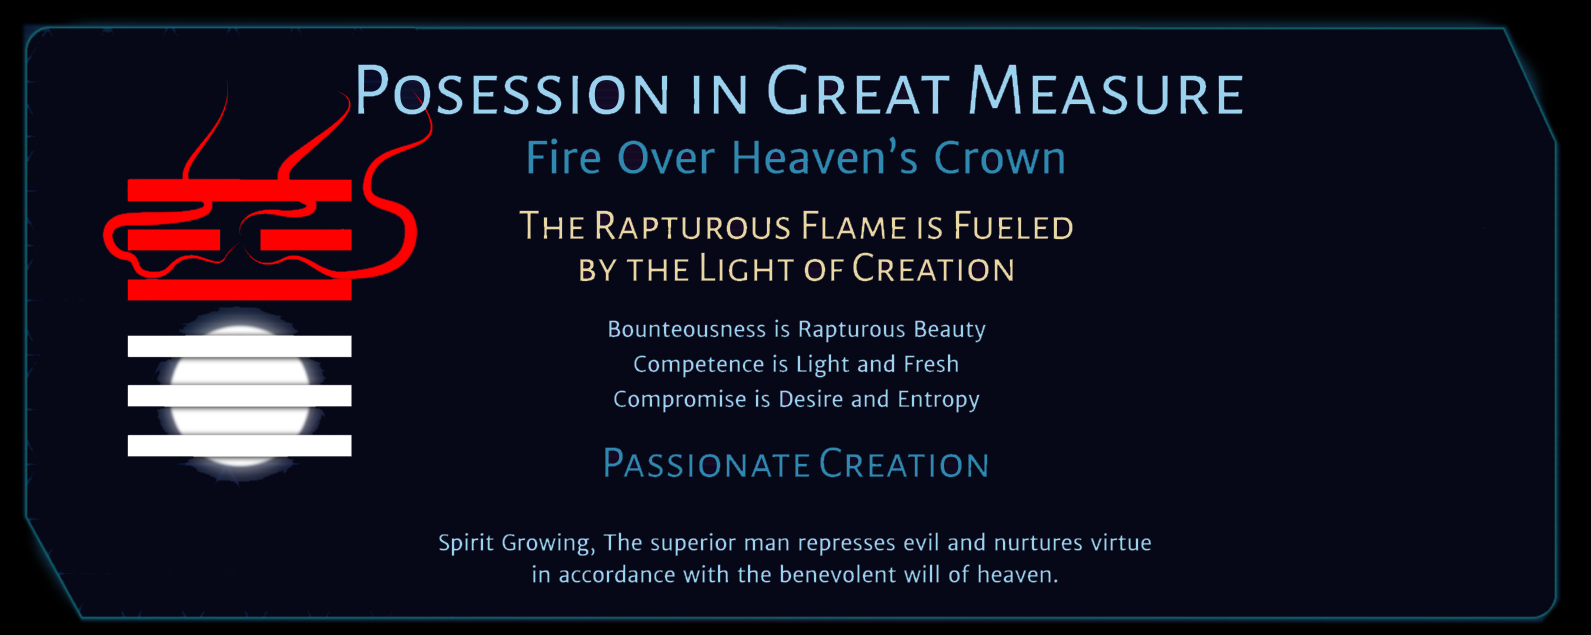 Posession in Great Measure
Fire Over Heaven’s Crown
The Rapturous Flame is Fueled
by the Light of Creation
Bounteousness is Rapturous Beauty
Competence is Light and Fresh
Compromise is Desire and Entropy
Passionate Creation
Spirit Growing, The superior man represses evil and nurtures virtue
in accordance with the benevolent will of heaven.